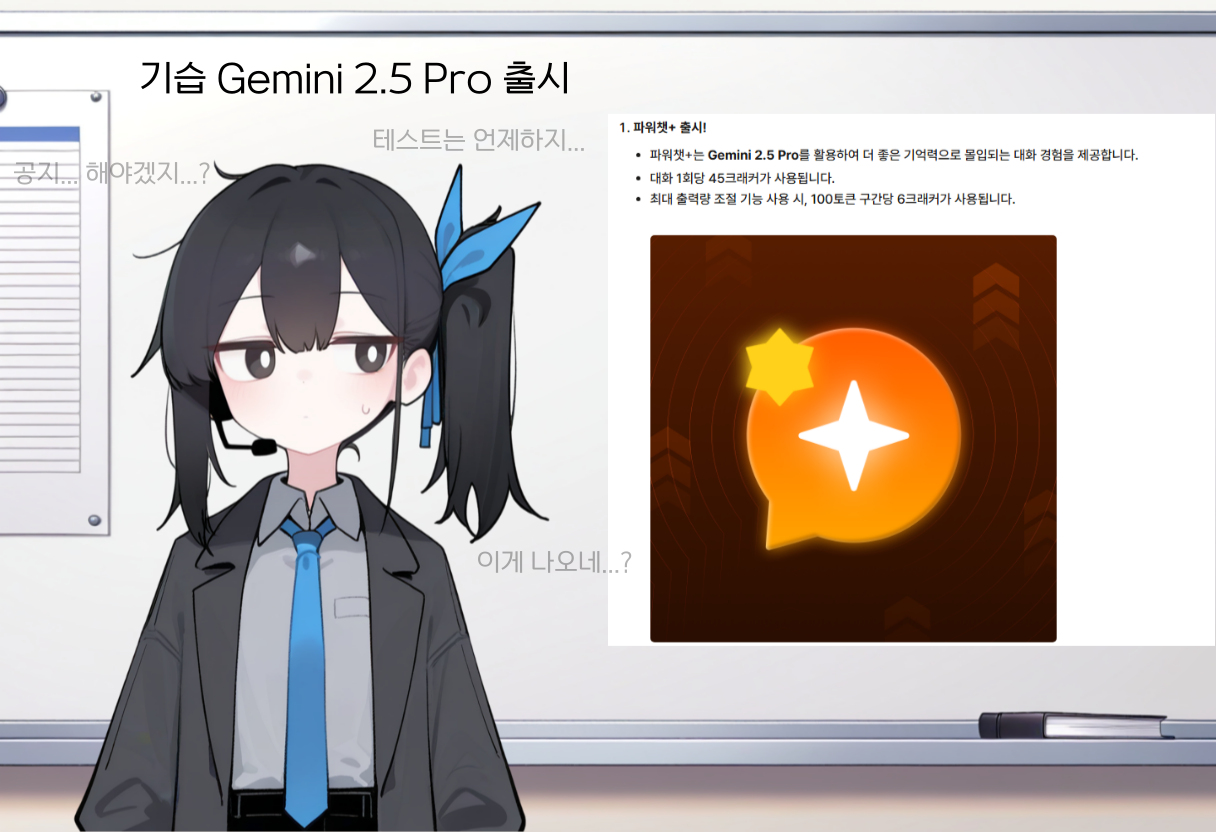 기습 Gemini 2.5 Pro 출시
테스트는 언제하지...
공지... 해야겠지...?
이게 나오네...?
1. 파워챗+ 출시!
• 파워챗+는 Gemini 2.5 Pro를 활용하여 더 좋은 기억력으로 몰입되는 대화 경험을 제공합니다.
• 대화 1회당 45크래커가 사용됩니다.
• 최대 출력량 조절 기능 사용 시, 100토큰 구간당 6크래커가 사용됩니다.